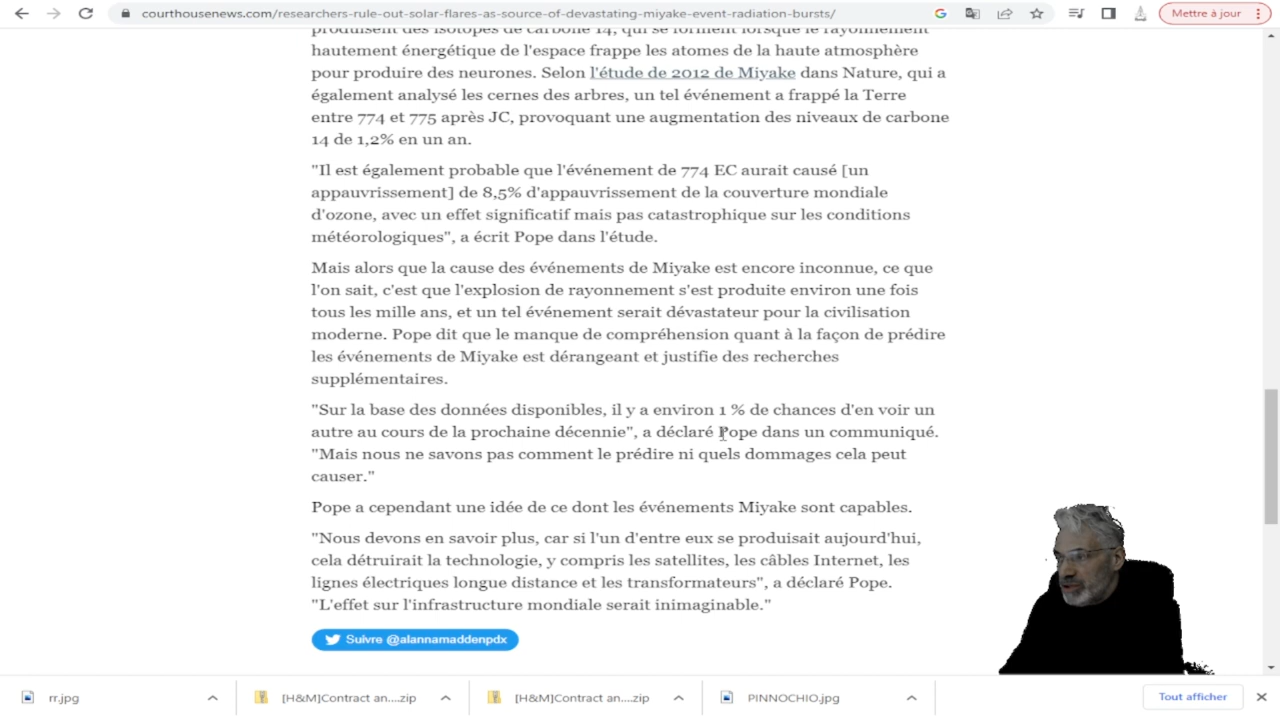 courthousenews.com/researchers-rule-out-solar-flares-as-source-of-devastating-miyake-event-radiation-bursts/
Mettre à jour
produisent des isotopes de carbone 14, qui se forment lorsque le rayonnement
hautement énergétique de l'espace frappe les atomes de la haute atmosphère
pour produire des neurones. Selon l'étude de 2012 de Miyake dans Nature, qui a
également analysé les cernes des arbres, un tel événement a frappé la Terre
entre 774 et 775 après JC, provoquant une augmentation des niveaux de carbone
14 de 1,2% en un an.
"Il est également probable que l'événement de 774 EC aurait causé [un
appauvrissement] de 8,5% d'appauvrissement de la couverture mondiale
d'ozone, avec un effet significatif mais pas catastrophique sur les conditions
météorologiques", a écrit Pope dans l'étude.
Mais alors que la cause des événements de Miyake est encore inconnue, ce que
l'on sait, c'est que l'explosion de rayonnement s'est produite environ une fois
tous les mille ans, et un tel événement serait dévastateur pour la civilisation
moderne. Pope dit que le manque de compréhension quant à la façon de prédire
les événements de Miyake est dérangeant et justifie des recherches
supplémentaires.
"Sur la base des données disponibles, il y a environ 1 % de chances d'en voir un
autre au cours de la prochaine décennie", a déclaré Pope dans un communiqué.
"Mais nous ne savons pas comment le prédire ni quels dommages cela peut
causer."
Pope a cependant une idée de ce dont les événements Miyake sont capables.
"Nous devons en savoir plus, car si l'un d'entre eux se produisait aujourd'hui,
cela détruirait la technologie, y compris les satellites, les câbles Internet, les
lignes électriques longue distance et les transformateurs", a déclaré Pope.
"L'effet sur l'infrastructure mondiale serait inimaginable."
Suivre @alannamaddenpdx
rr.jpg
[H&M]Contract an....zip
[H&M]Contract an....zip
PINNOCHIO.jpg
Tout afficher